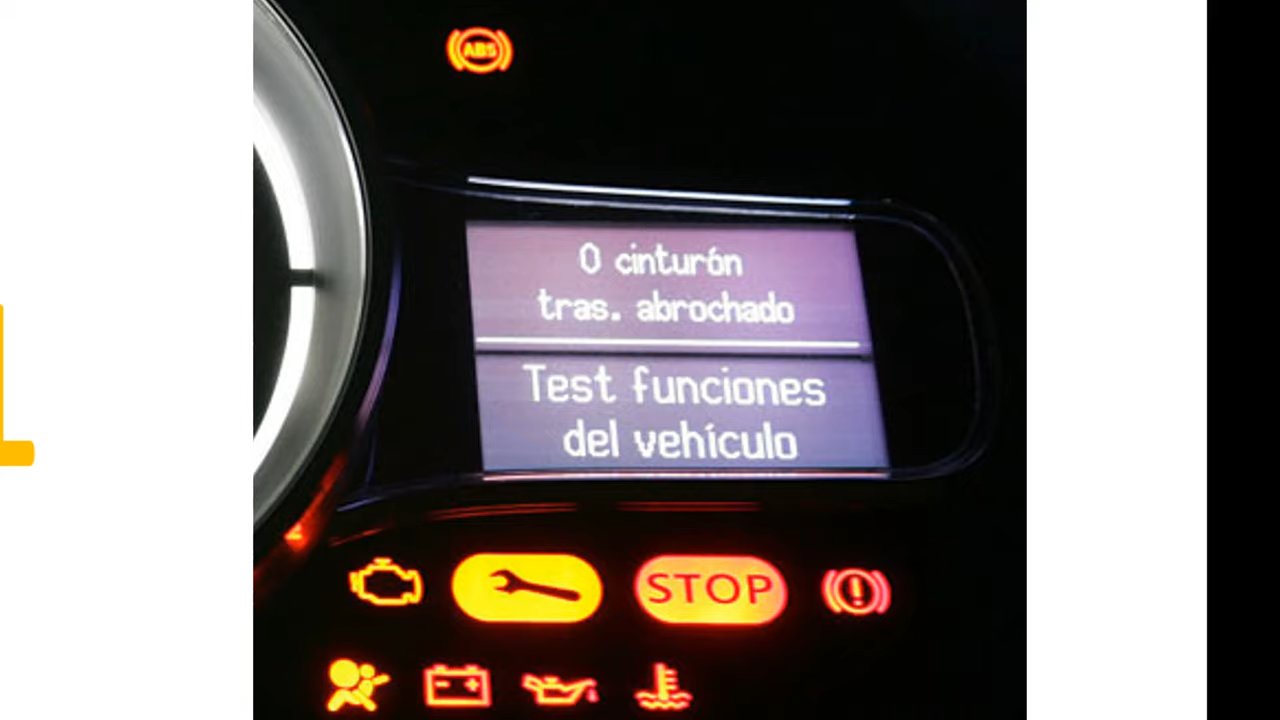 ABS
0 cinturón
tras. abrochado
Test funciones
del vehículo
STOP